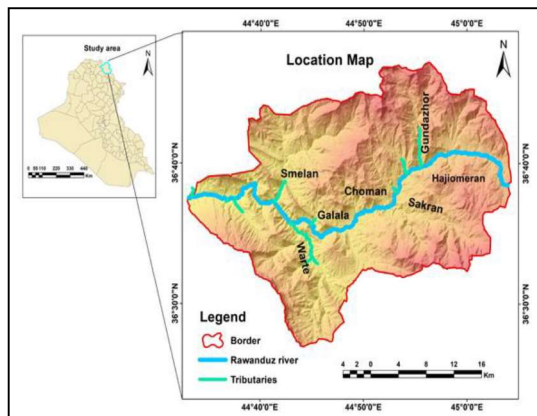 Study area
N
0 55 110 220 330 440
Km
44°40'0"E 44°50'0"E 45°0'0"E
Location Map
N
Gundazhor
Smelan
Choman
Hajiomeran
Galala
Sakran
Warte
36°40'0"N
36°40'0"N
36°30'0"N
36°30'0"N
Legend
Border
Rawanduz river
Tributaries
4 2 0 4 8 12 16
Km
44°40'0"E 44°50'0"E 45°0'0"E